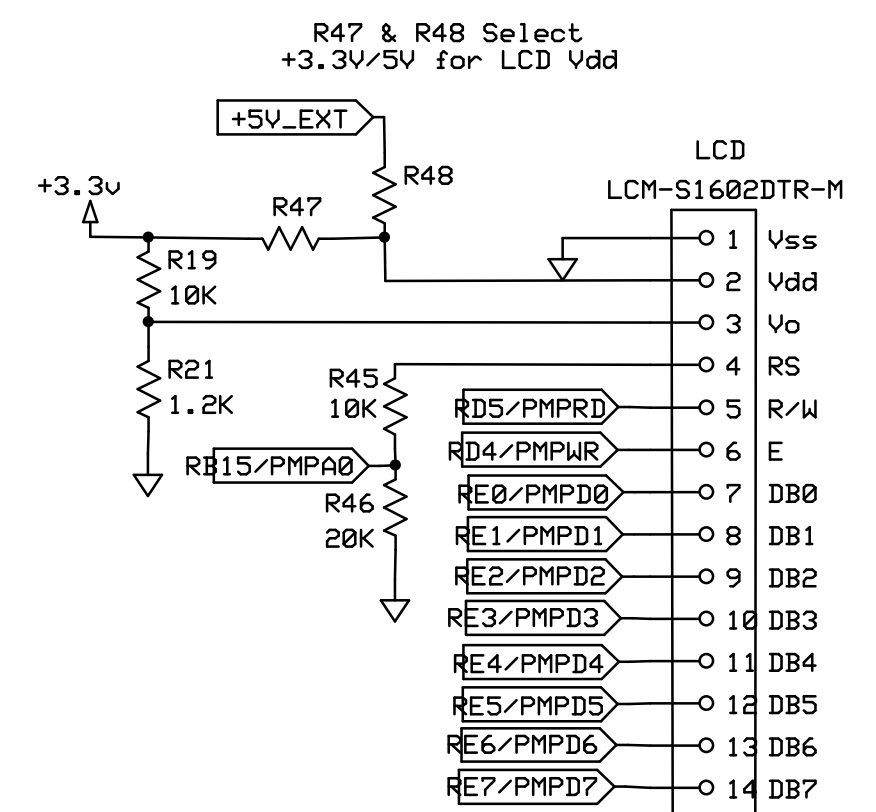 R47 & R48 Select
+3.3V/5V for LCD Vdd
+5V_EXT
LCD
R48
+3.3v
LCM-S1602DTR-M
R47
1 Vss
R19
10K
2 Vdd
3 Vo
4 RS
R21
1.2K
R45
10K
RD5/PMPRD 5 R/W
RD4/PMPWR 6 E
RB15/PMPA0
RE0/PMPD0 7 DB0
R46
20K
RE1/PMPD1 8 DB1
RE2/PMPD2 9 DB2
RE3/PMPD3 10 DB3
RE4/PMPD4 11 DB4
RE5/PMPD5 12 DB5
RE6/PMPD6 13 DB6
RE7/PMPD7 14 DB7